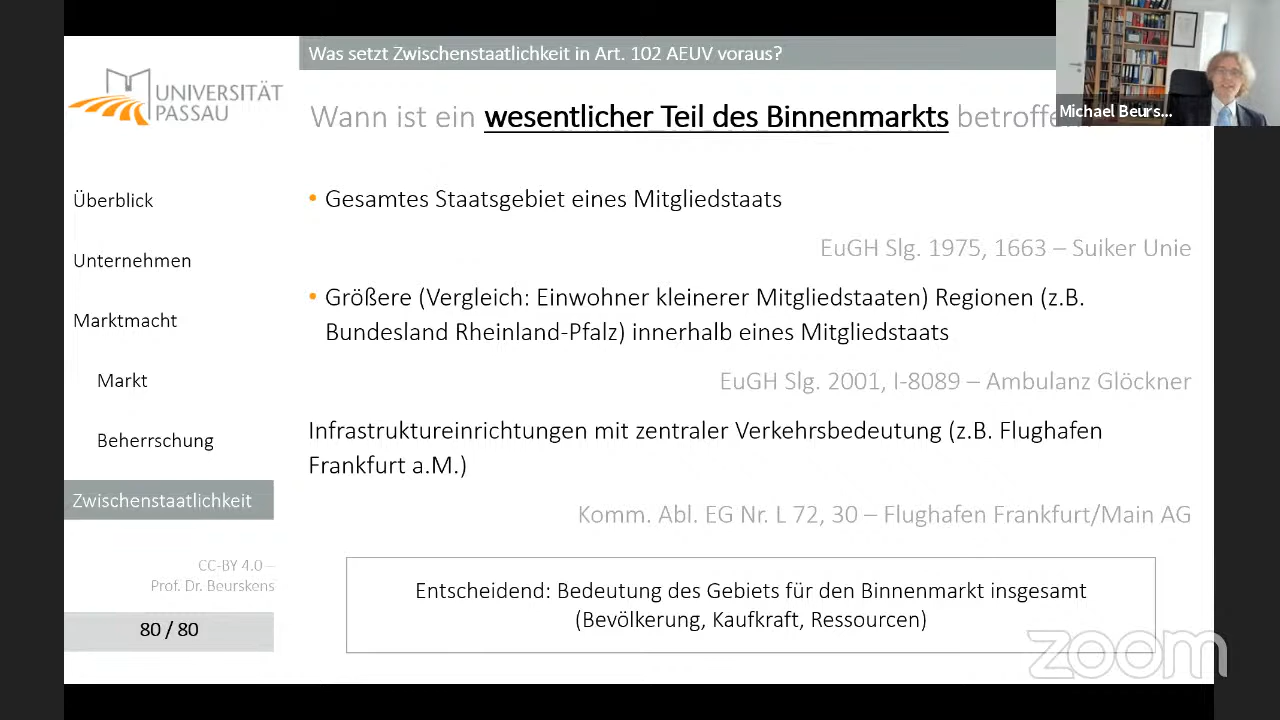 Was setzt Zwischenstaatlichkeit in Art. 102 AEUV voraus?
UNIVERSITÄT
PASSAU
Wann ist ein wesentlicher Teil des Binnenmarkts
Michael Beurs...
Überblick
Unternehmen
Marktmacht
Markt
Beherrschung
Zwischenstaatlichkeit
CC-BY 4.0 –
Prof. Dr. Beurskens
80 / 80
• Gesamtes Staatsgebiet eines Mitgliedstaats
EuGH Slg. 1975, 1663 – Suiker Unie
• Größere (Vergleich: Einwohner kleinerer Mitgliedstaaten) Regionen (z.B.
Bundesland Rheinland-Pfalz) innerhalb eines Mitgliedstaats
EuGH Slg. 2001, I-8089 – Ambulanz Glöckner
Infrastruktureinrichtungen mit zentraler Verkehrsbedeutung (z.B. Flughafen
Frankfurt a.M.)
Komm. Abl. EG Nr. L 72, 30 – Flughafen Frankfurt/Main AG
Entscheidend: Bedeutung des Gebiets für den Binnenmarkt insgesamt
(Bevölkerung, Kaufkraft, Ressourcen)
zoom